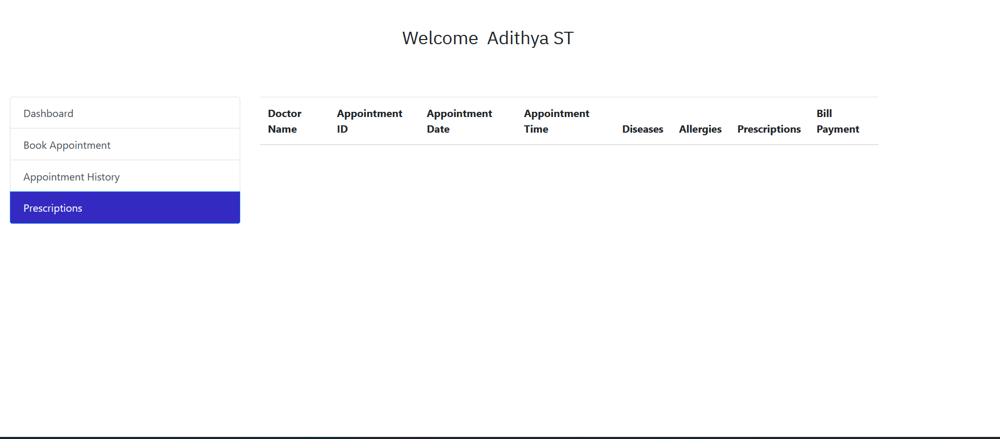 Welcome Adithya ST
Dashboard
Book Appointment
Appointment History
Prescriptions
Doctor Name
Appointment ID
Appointment Date
Appointment Time
Diseases
Allergies
Prescriptions
Bill Payment